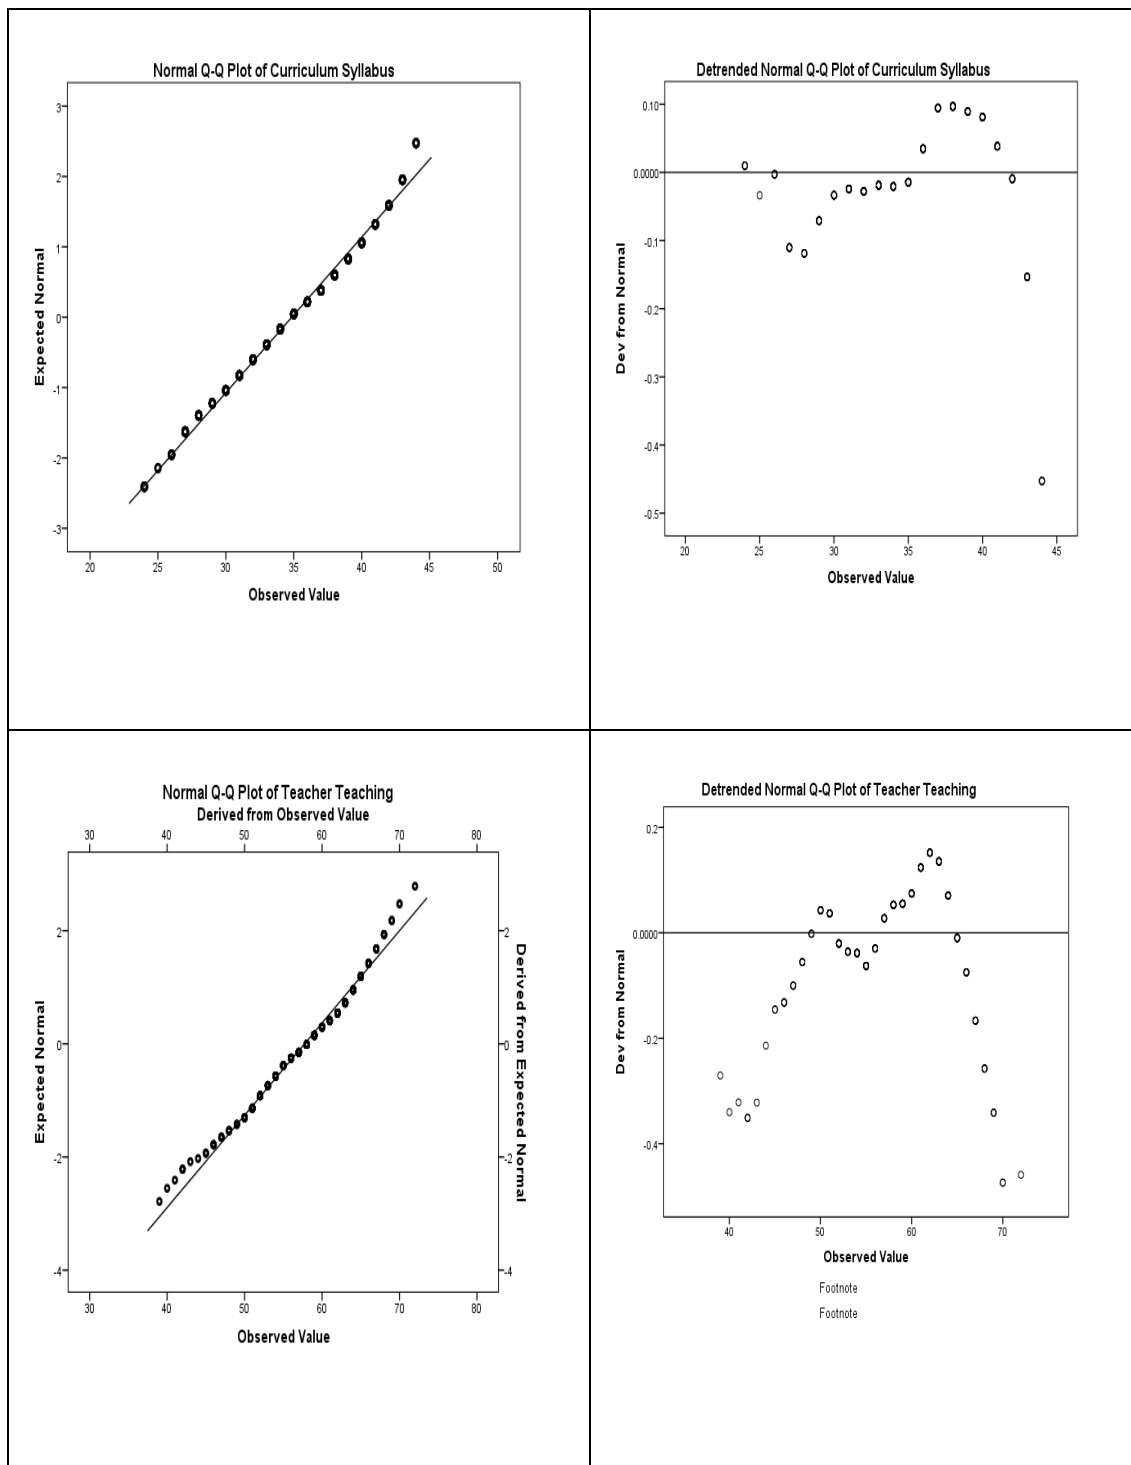 Normal Q-Q Plot of Curriculum Syllabus
3
2
1
0
-1
-2
-3
Expected Normal
20 25 30 35 40 45 50
Observed Value
Detrended Normal Q-Q Plot of Curriculum Syllabus
0.10
0.0000
-0.1
-0.2
-0.3
-0.4
-0.5
Dev from Normal
20 25 30 35 40 45
Observed Value
Normal Q-Q Plot of Teacher Teaching
Derived from Observed Value
30 40 50 60 70 80
2
0
-2
-4
Expected Normal
2
0
-2
-4
Derived from Expected Normal
30 40 50 60 70 80
Observed Value
Detrended Normal Q-Q Plot of Teacher Teaching
0.2
0.0000
-0.2
-0.4
Dev from Normal
40 50 60 70
Observed Value
Footnote
Footnote